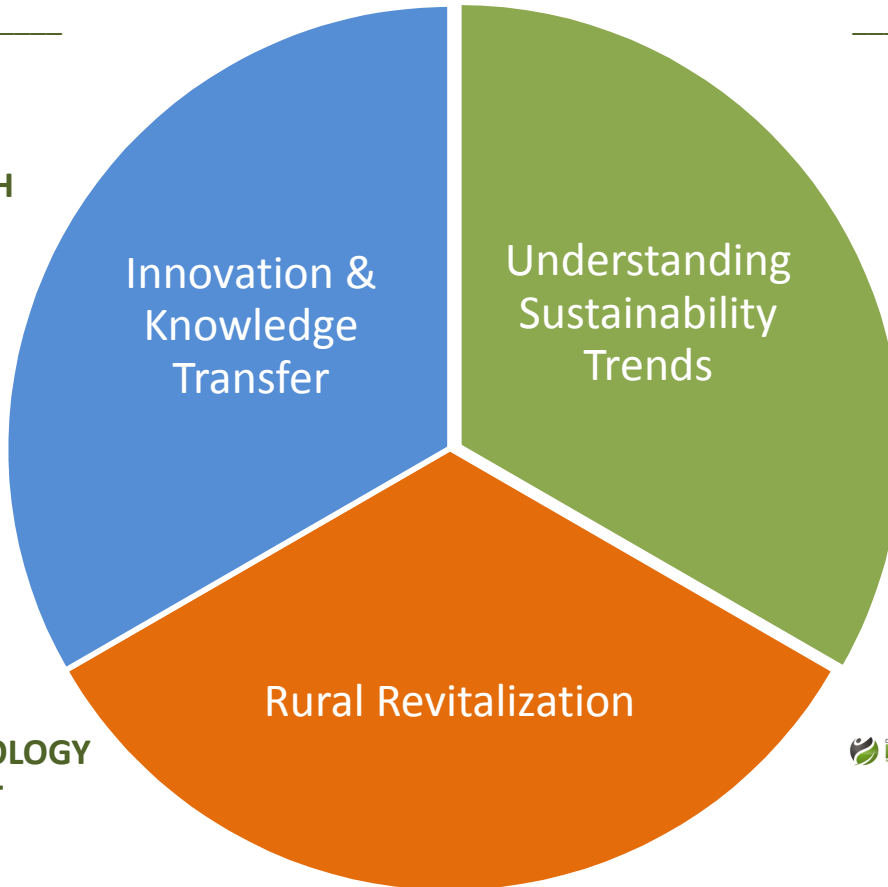 H
Innovation &
Knowledge
Transfer
Understanding
Sustainability
Trends
Rural Revitalization
OLOGY